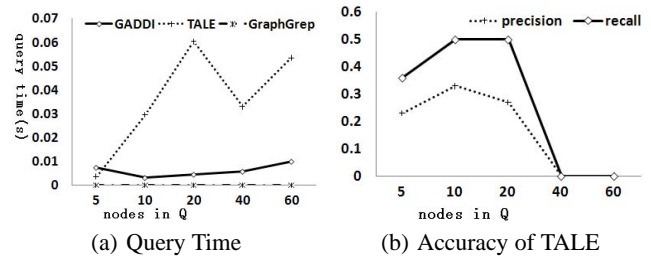 GADDI TALE GraphGrep
query time(s)
0.07
0.06
0.05
0.04
0.03
0.02
0.01
0
5 10 20 40 60
nodes in Q
(a) Query Time
precision recall
0.6
0.5
0.4
0.3
0.2
0.1
0
5 10 20 40 60
nodes in Q
(b) Accuracy of TALE